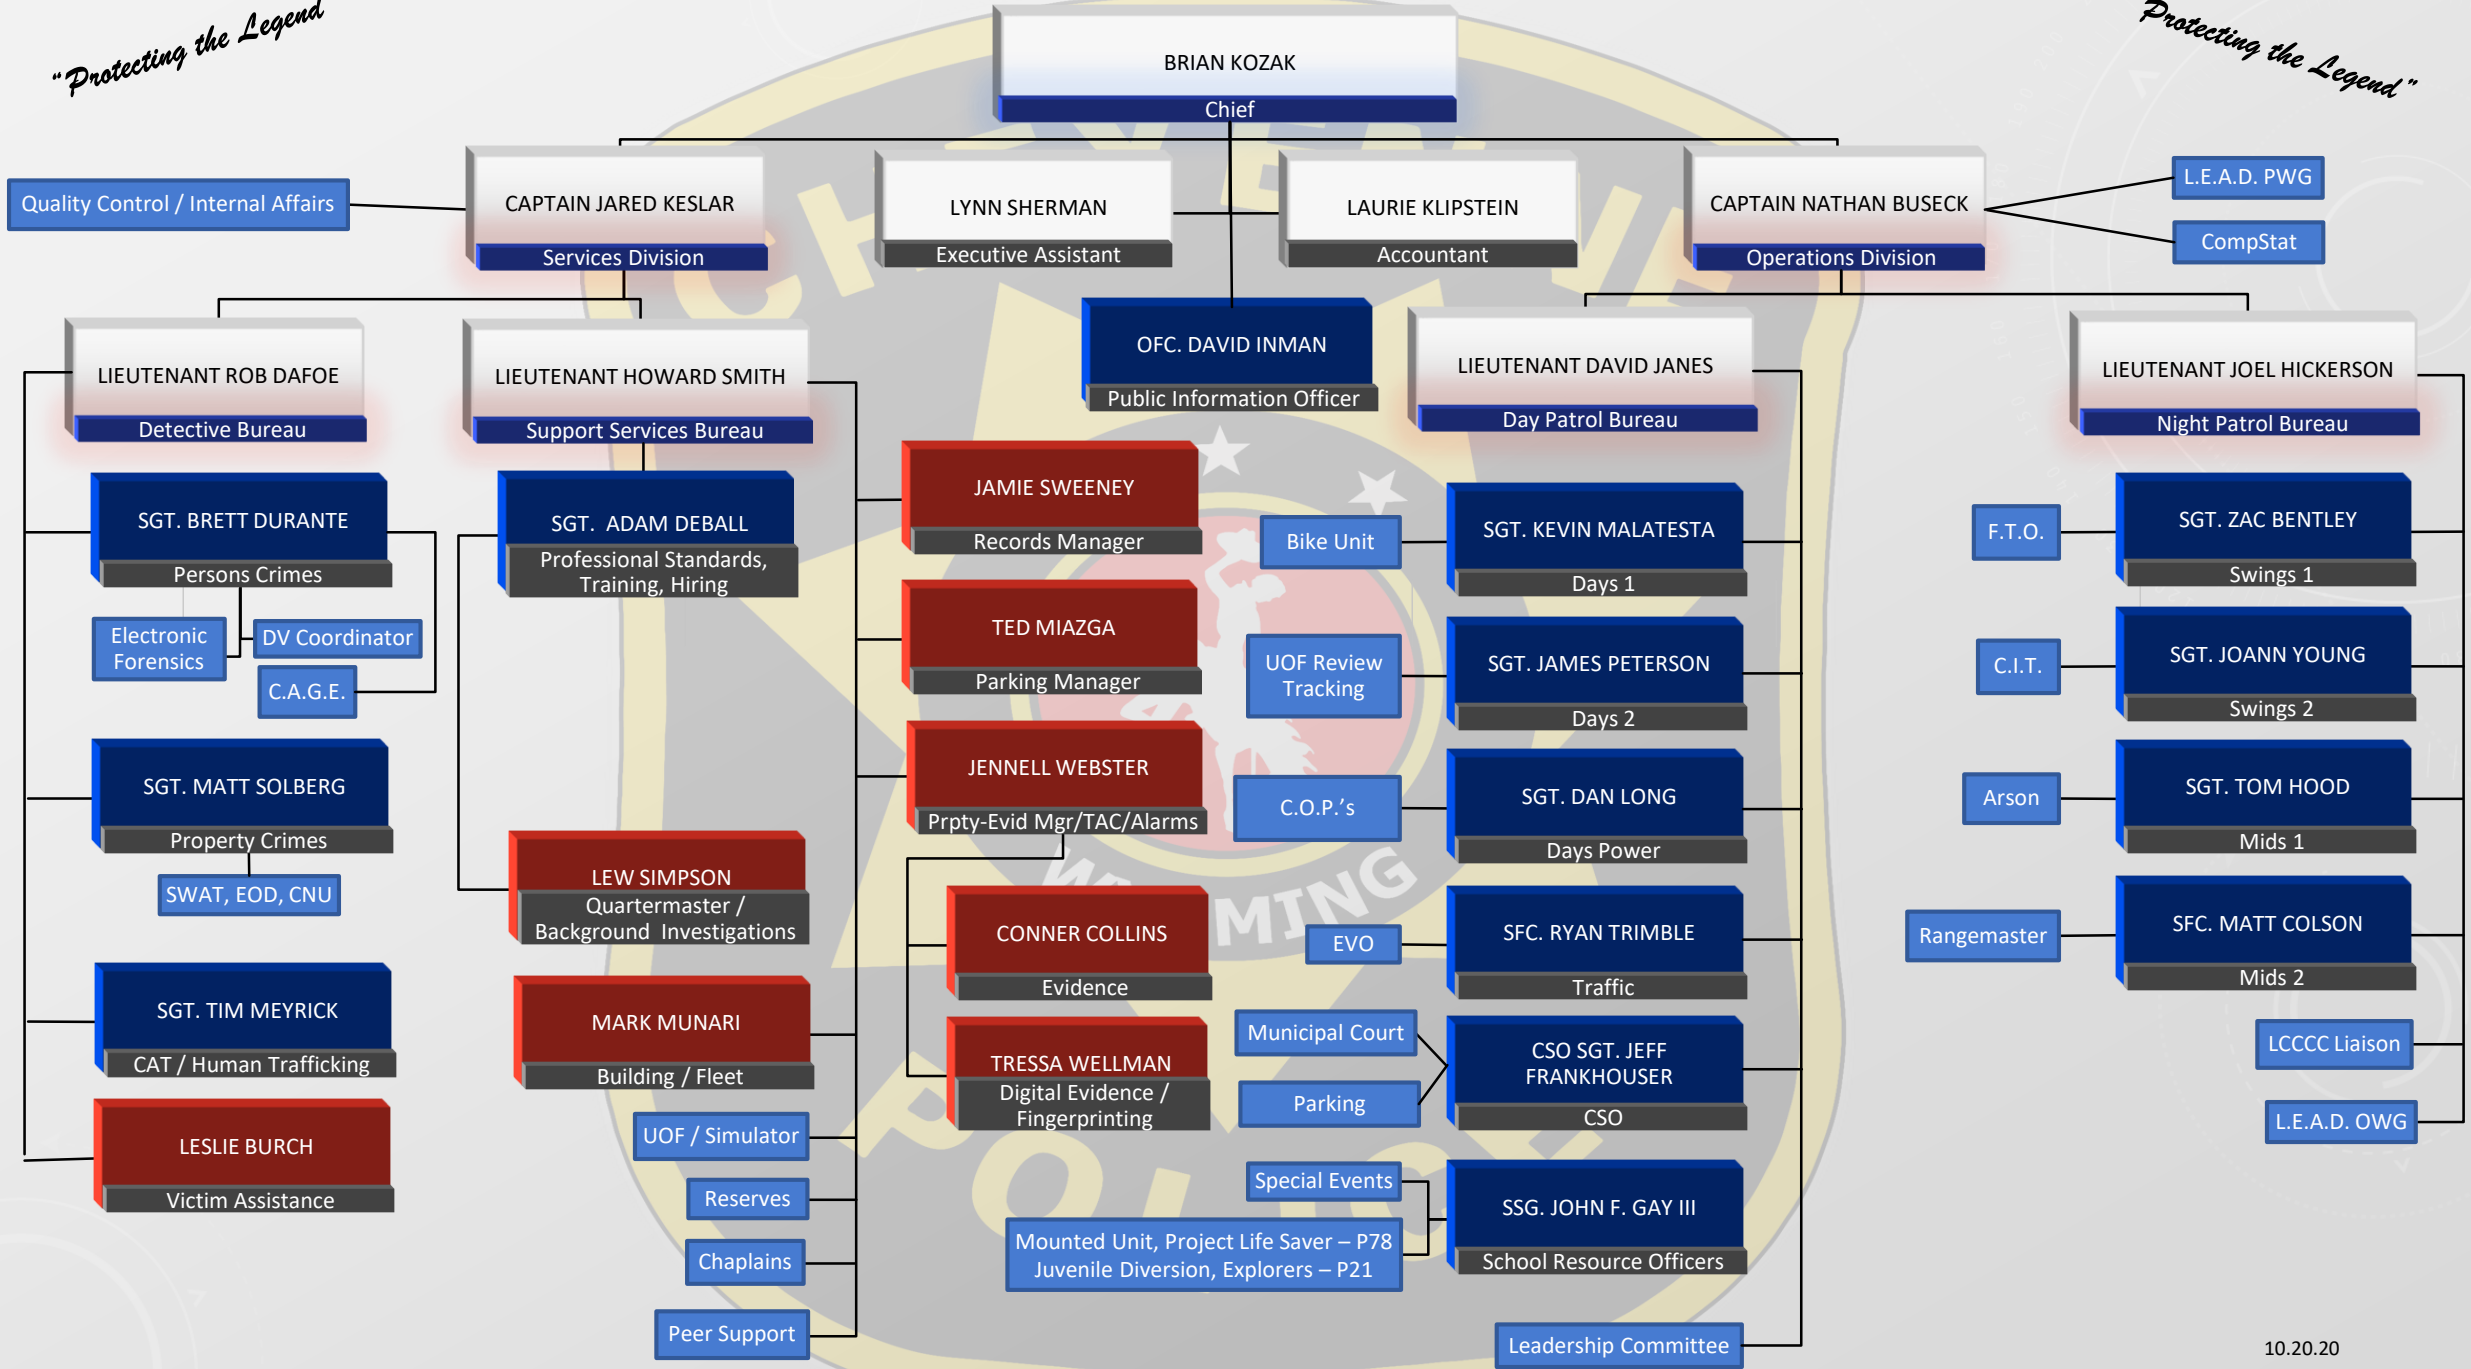 “Protecting the Legend
Protecting the Legend”
BRIAN KOZAK
Chief
Quality Control / Internal Affairs
CAPTAIN JARED KESLAR
Services Division
LYNN SHERMAN
Executive Assistant
LAURIE KLIPSTEIN
Accountant
CAPTAIN NATHAN BUSECK
Operations Division
L.E.A.D. PWG
CompStat
OFC. DAVID INMAN
Public Information Officer
LIEUTENANT ROB DAFOE
Detective Bureau
SGT. BRETT DURANTE
Persons Crimes
Electronic
Forensics
DV Coordinator
C.A.G.E.
SGT. MATT SOLBERG
Property Crimes
SWAT, EOD, CNU
SGT. TIM MEYRICK
CAT / Human Trafficking
LESLIE BURCH
Victim Assistance
LIEUTENANT HOWARD SMITH
Support Services Bureau
SGT. ADAM DEBALL
Professional Standards,
Training, Hiring
LEW SIMPSON
Quartermaster /
Background Investigations
MARK MUNARI
Building / Fleet
UOF / Simulator
Reserves
Chaplains
Peer Support
JAMIE SWEENEY
Records Manager
TED MIAZGA
Parking Manager
JENNELL WEBSTER
Prpty-Evid Mgr/TAC/Alarms
CONNER COLLINS
Evidence
TRESSA WELLMAN
Digital Evidence /
Fingerprinting
LIEUTENANT DAVID JANES
Day Patrol Bureau
Bike Unit
SGT. KEVIN MALATESTA
Days 1
UOF Review
Tracking
SGT. JAMES PETERSON
Days 2
C.O.P.’s
SGT. DAN LONG
Days Power
EVO
SFC. RYAN TRIMBLE
Traffic
Municipal Court
Parking
CSO SGT. JEFF
FRANKHOUSER
CSO
Special Events
Mounted Unit, Project Life Saver – P78
Juvenile Diversion, Explorers – P21
SSG. JOHN F. GAY III
School Resource Officers
Leadership Committee
LIEUTENANT JOEL HICKERSON
Night Patrol Bureau
F.T.O.
SGT. ZAC BENTLEY
Swings 1
C.I.T.
SGT. JOANN YOUNG
Swings 2
Arson
SGT. TOM HOOD
Mids 1
Rangemaster
SFC. MATT COLSON
Mids 2
LCCCC Liaison
L.E.A.D. OWG
10.20.20